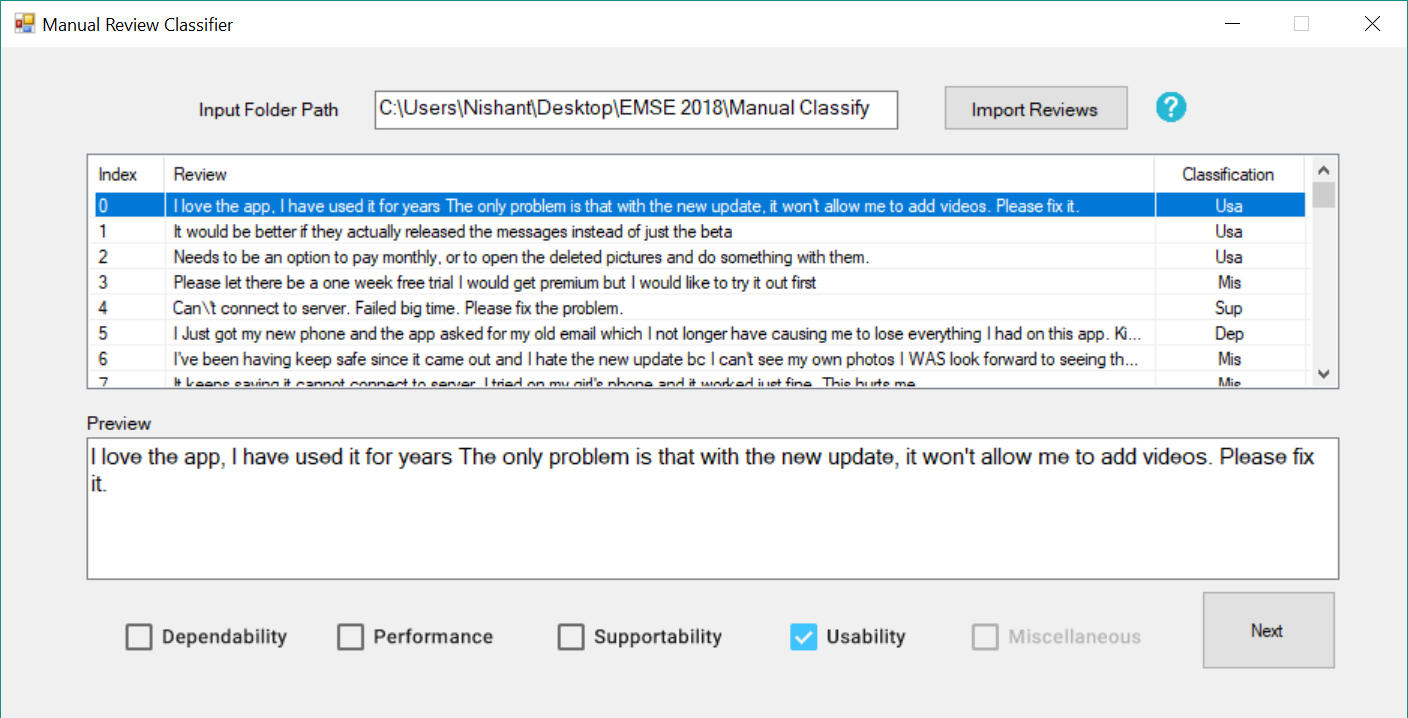 Manual Review Classifier
Input Folder Path C:\Users\Nishant\Desktop\EMSE 2018\Manual Classify Import Reviews ?
Index Review Classification
0 I love the app, I have used it for years The only problem is that with the new update, it won't allow me to add videos. Please fix it. Usa
1 It would be better if they actually released the messages instead of just the beta Usa
2 Needs to be an option to pay monthly, or to open the deleted pictures and do something with them. Usa
3 Please let there be a one week free trial I would get premium but I would like to try it out first Mis
4 Can\'t connect to server. Failed big time. Please fix the problem. Sup
5 I Just got my new phone and the app asked for my old email which I not longer have causing me to lose everything I had on this app. Ki... Dep
6 I've been having keep safe since it came out and I hate the new update bc I can't see my own photos I WAS look forward to seeing th... Mis
7 It keeps saying it cannot connect to server. I tried on my girl's phone and it worked just fine. This hurts me. Mis
Preview
I love the app, I have used it for years The only problem is that with the new update, it won't allow me to add videos. Please fix
it.
Dependability Performance Supportability Usability Miscellaneous Next